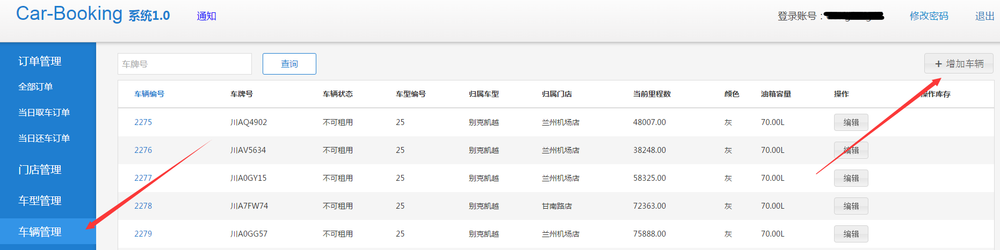 Car-Booking 系统1.0 通知 登录账号： 修改密码 退出
订单管理
全部订单
当日取车订单
当日还车订单
门店管理
车型管理
车辆管理
车牌号 查询 + 增加车辆
车辆编号 车牌号 车辆状态 车型编号 归属车型 归属门店 当前里程数 颜色 油箱容量 操作 操作库存
2275 川AQ4902 不可租用 25 别克凯越 兰州机场店 48007.00 灰 70.00L 编辑
2276 川AV5634 不可租用 25 别克凯越 兰州机场店 38248.00 灰 70.00L 编辑
2277 川A0GY15 不可租用 25 别克凯越 兰州机场店 58325.00 灰 70.00L 编辑
2278 川A7FW74 不可租用 25 别克凯越 甘南路店 72363.00 灰 70.00L 编辑
2279 川A0GG57 不可租用 25 别克凯越 兰州机场店 75888.00 灰 70.00L 编辑